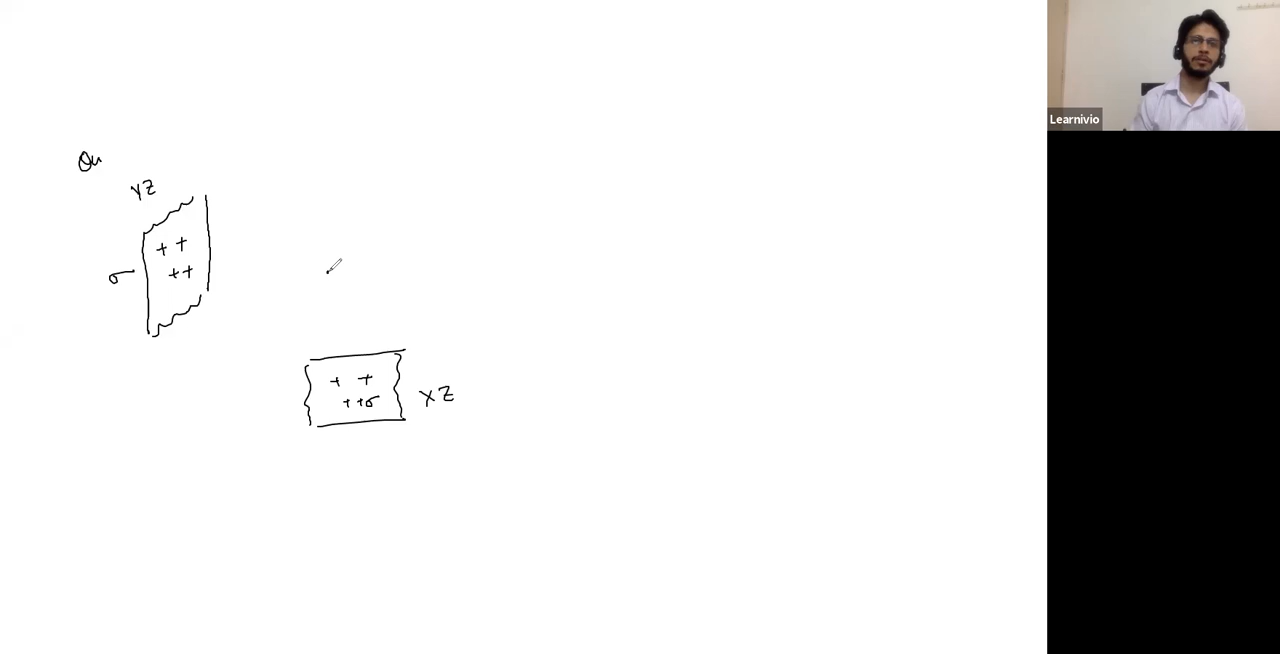 Qu
YZ
+ +
σ
+ +
+ +
+ + σ
XZ
Learnivio